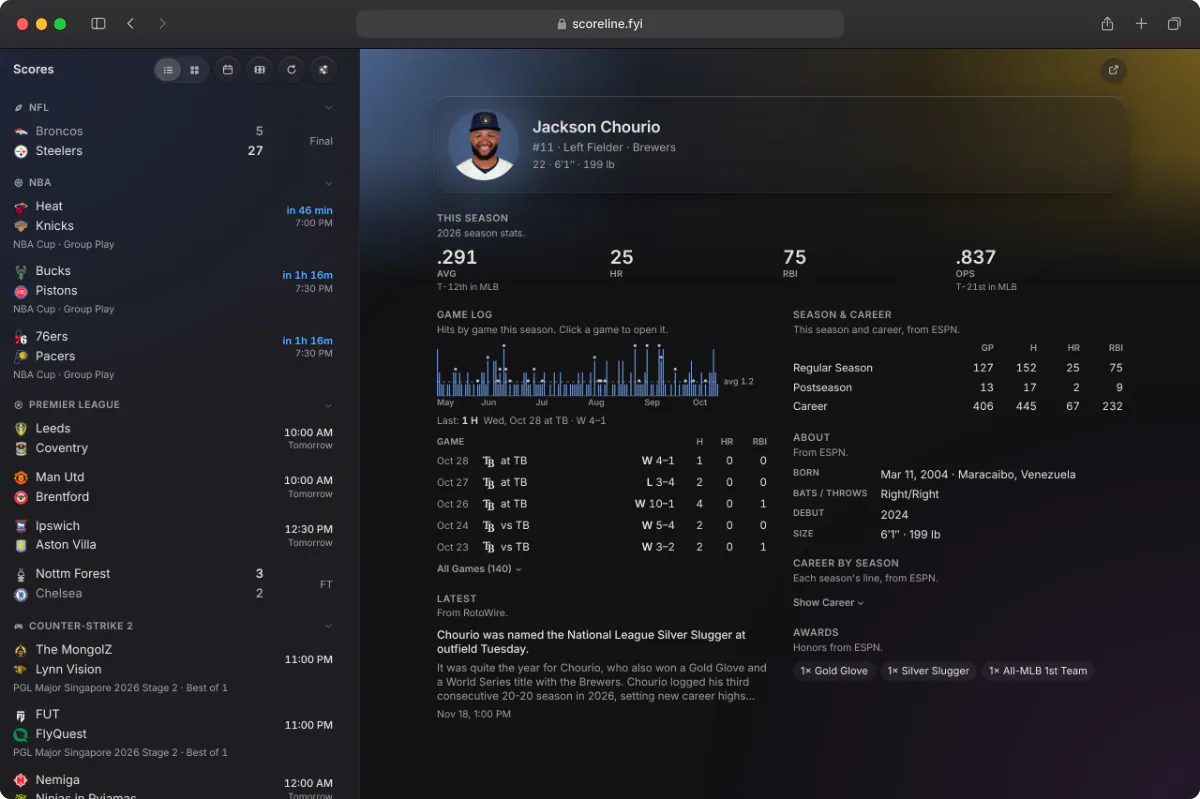 scoreline.fyi
Scores
NFL
Broncos 5
Steelers 27
Final
NBA
Heat
Knicks
in 46 min
7:00 PM
NBA Cup · Group Play
Bucks
Pistons
in 1h 16m
7:30 PM
NBA Cup · Group Play
76ers
Pacers
in 1h 16m
7:30 PM
NBA Cup · Group Play
PREMIER LEAGUE
Leeds
Coventry
10:00 AM
Tomorrow
Man Utd
Brentford
10:00 AM
Tomorrow
Ipswich
Aston Villa
12:30 PM
Tomorrow
Nottm Forest 3
Chelsea 2
FT
COUNTER-STRIKE 2
The MongolZ
Lynn Vision
11:00 PM
PGL Major Singapore 2026 Stage 2 · Best of 1
FUT
FlyQuest
11:00 PM
PGL Major Singapore 2026 Stage 2 · Best of 1
Nemiga
Ninjas in Pyjamas
12:00 AM
Tomorrow
Jackson Chourio
#11 · Left Fielder · Brewers
22 · 6'1" · 199 lb
THIS SEASON
2026 season stats.
.291
AVG
T-12th in MLB
25
HR
75
RBI
.837
OPS
T-21st in MLB
GAME LOG
Hits by game this season. Click a game to open it.
avg 1.2
May Jun Jul Aug Sep Oct
Last: 1 H Wed, Oct 28 at TB · W 4–1
GAME H HR RBI
Oct 28 TB at TB W 4–1 1 0 0
Oct 27 TB at TB L 3–4 2 0 0
Oct 26 TB at TB W 10–1 4 0 1
Oct 24 TB vs TB W 5–4 2 0 0
Oct 23 TB vs TB W 3–2 2 0 1
All Games (140)
LATEST
From RotoWire.
Chourio was named the National League Silver Slugger at
outfield Tuesday.
It was quite the year for Chourio, who also won a Gold Glove and
a World Series title with the Brewers. Chourio logged his third
consecutive 20-20 season in 2026, setting new career highs...
Nov 18, 1:00 PM
SEASON & CAREER
This season and career, from ESPN.
GP H HR RBI
Regular Season 127 152 25 75
Postseason 13 17 2 9
Career 406 445 67 232
ABOUT
From ESPN.
BORN Mar 11, 2004 · Maracaibo, Venezuela
BATS / THROWS Right/Right
DEBUT 2024
SIZE 6'1" · 199 lb
CAREER BY SEASON
Each season's line, from ESPN.
Show Career
AWARDS
Honors from ESPN.
1× Gold Glove 1× Silver Slugger 1× All-MLB 1st Team